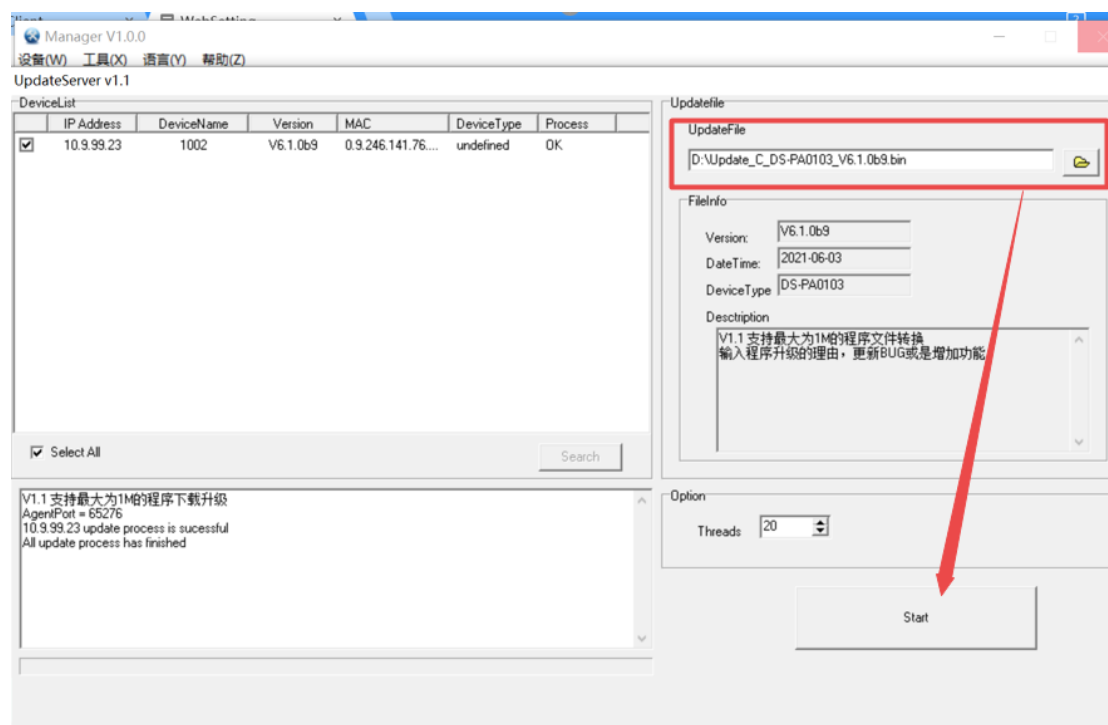 WebSetting
Manager V1.0.0
设备(W) 工具(X) 语言(Y) 帮助(Z)
UpdateServer v1.1
DeviceList
IP Address DeviceName Version MAC DeviceType Process
10.9.99.23 1002 V6.1.0b9 0.9.246.141.76.... undefined OK
Select All
Search
V1.1 支持最大为1M的程序下载升级
AgentPort = 65276
10.9.99.23 update process is sucessful
All update process has finished
Updatefile
UpdateFile
D:\Update_C_DS-PA0103_V6.1.0b9.bin
FileInfo
Version: V6.1.0b9
DateTime: 2021-06-03
DeviceType DS-PA0103
Desctription
V1.1 支持最大为1M的程序文件转换
输入程序升级的理由，更新BUG或是增加功能
Option
Threads 20
Start